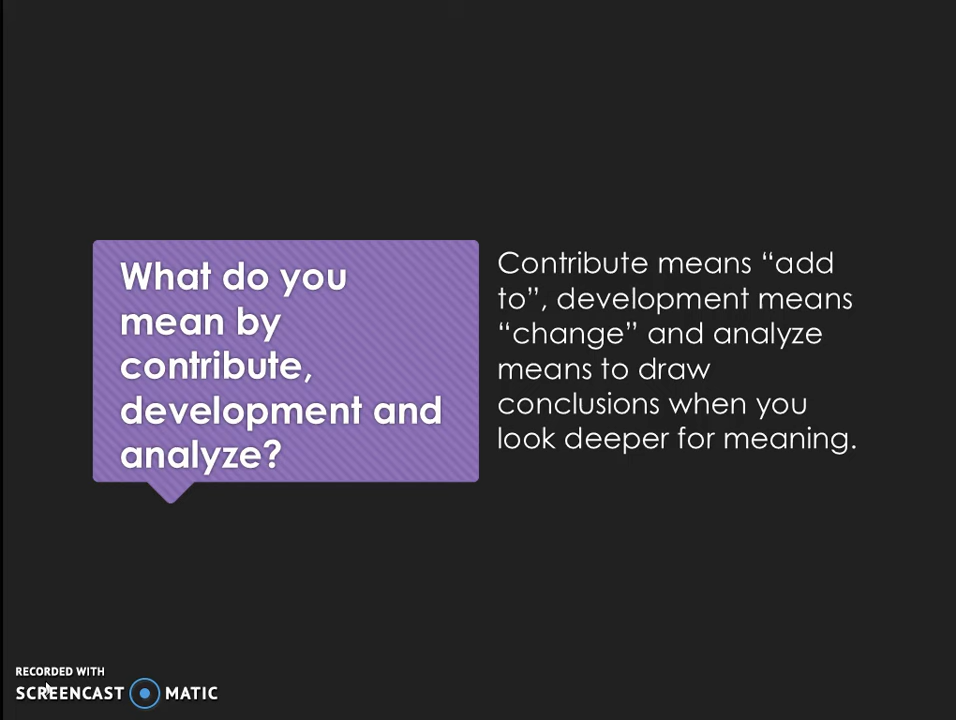 What do you
mean by
contribute,
development and
analyze?
Contribute means “add
to”, development means
“change” and analyze
means to draw
conclusions when you
look deeper for meaning.
RECORDED WITH
SCREENCAST MATIC